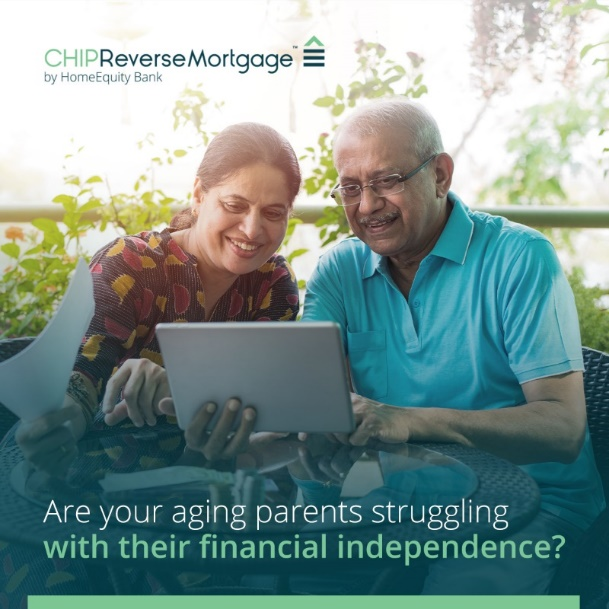 CHIPReverseMortgage™
by HomeEquity Bank
Are your aging parents struggling
with their financial independence?